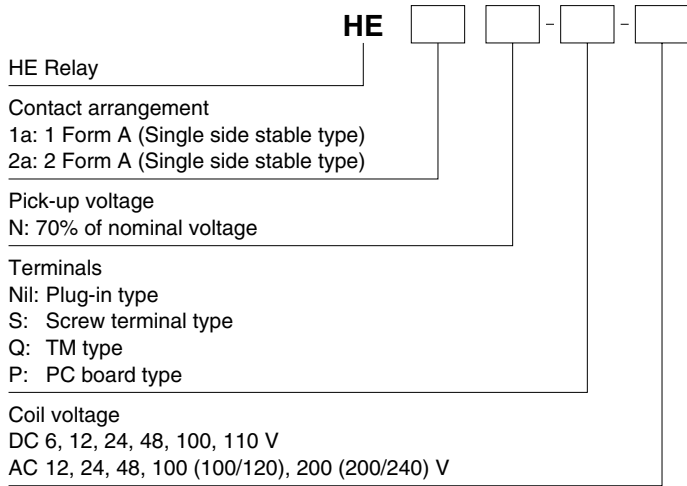 HE - -
HE Relay
Contact arrangement
1a: 1 Form A (Single side stable type)
2a: 2 Form A (Single side stable type)
Pick-up voltage
N: 70% of nominal voltage
Terminals
Nil: Plug-in type
S: Screw terminal type
Q: TM type
P: PC board type
Coil voltage
DC 6, 12, 24, 48, 100, 110 V
AC 12, 24, 48, 100 (100/120), 200 (200/240) V